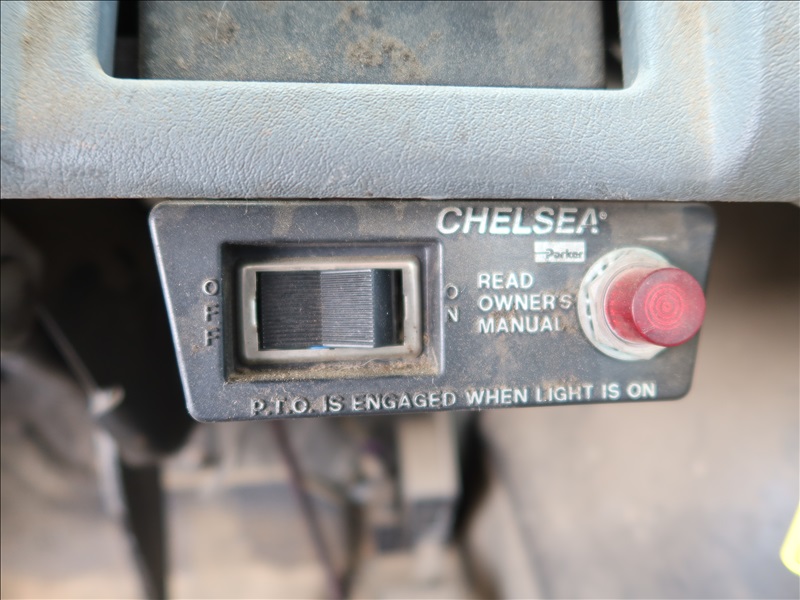 CHELSEA®
Parker
OFF
ON
READ
OWNER'S
MANUAL
P.T.O. IS ENGAGED WHEN LIGHT IS ON